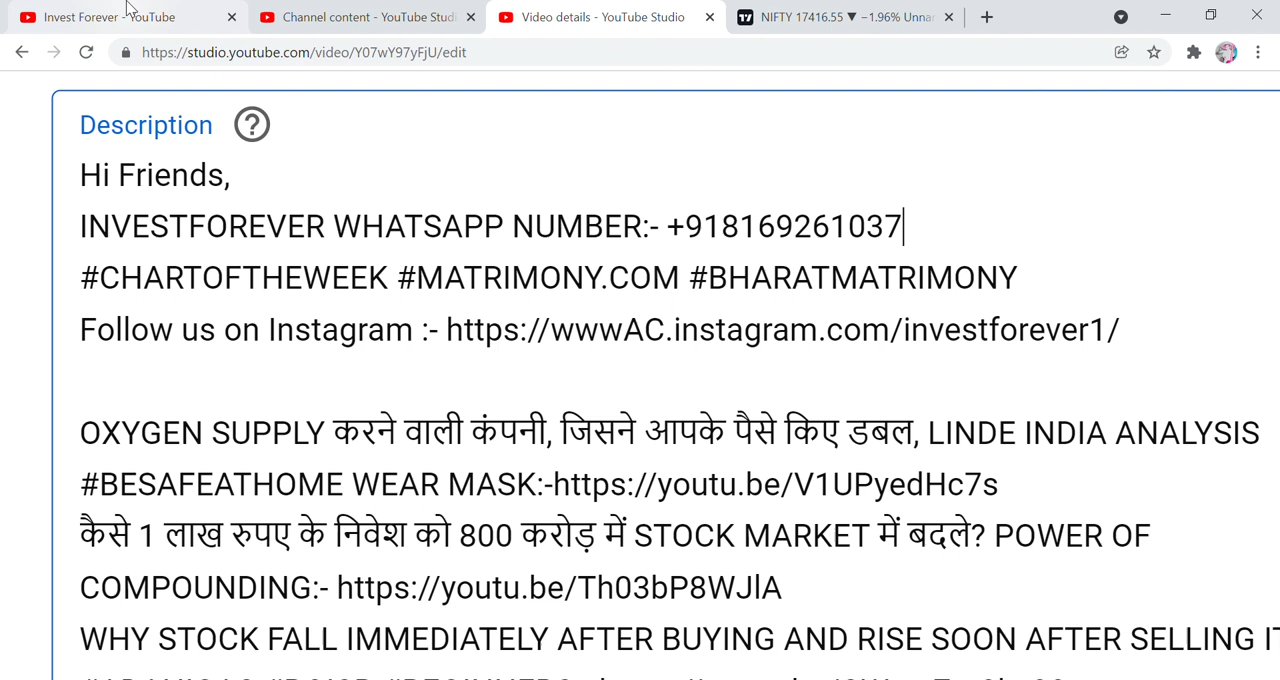 Invest Forever - YouTube
Channel content - YouTube Studi
Video details - YouTube Studio
NIFTY 17416.55 ▼ −1.96% Unna
https://studio.youtube.com/video/Y07wY97yFjU/edit
Description ?
Hi Friends,
INVESTFOREVER WHATSAPP NUMBER:- +918169261037
#CHARTOFTHEWEEK #MATRIMONY.COM #BHARATMATRIMONY
Follow us on Instagram :- https://wwwAC.instagram.com/investforever1/
OXYGEN SUPPLY करने वाली कंपनी, जिसने आपके पैसे किए डबल, LINDE INDIA ANALYSIS
#BESAFEATHOME WEAR MASK:-https://youtu.be/V1UPyedHc7s
कैसे 1 लाख रुपए के निवेश को 800 करोड़ में STOCK MARKET में बदले? POWER OF
COMPOUNDING:- https://youtu.be/Th03bP8WJlA
WHY STOCK FALL IMMEDIATELY AFTER BUYING AND RISE SOON AFTER SELLING IT